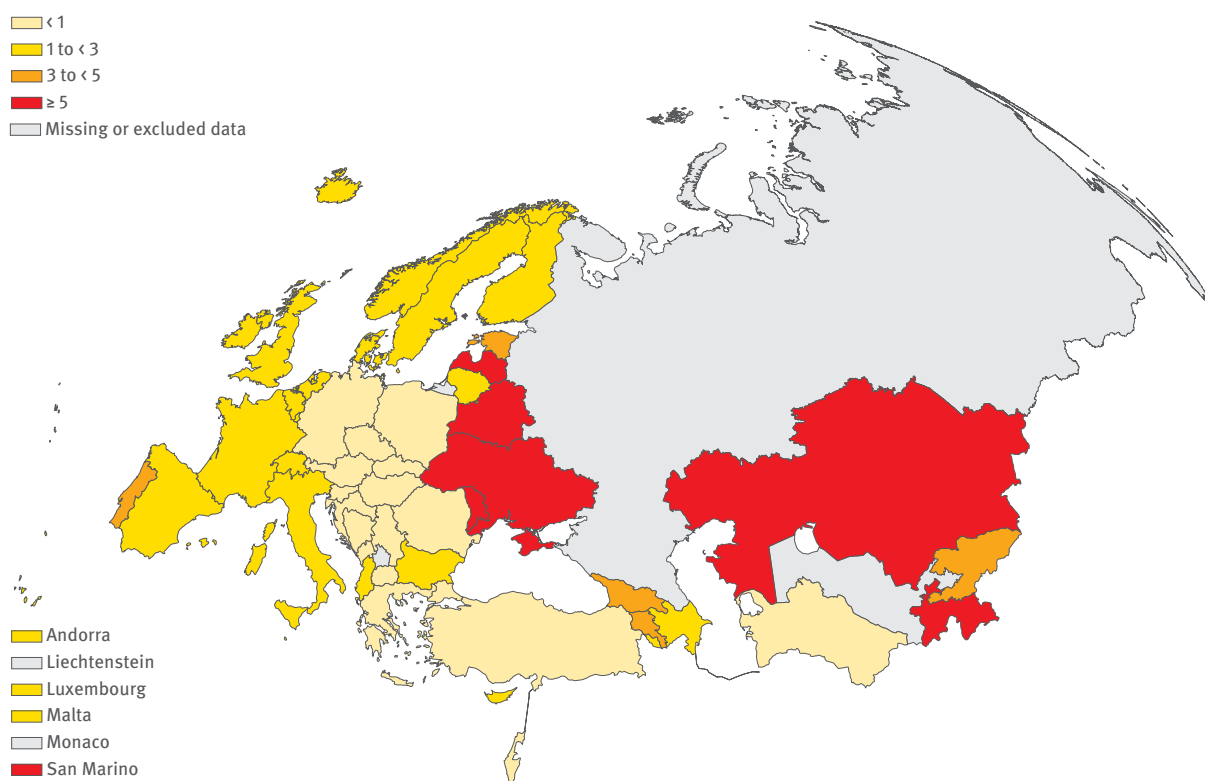 < 1
1 to < 3
3 to < 5
≥ 5
Missing or excluded data
Andorra
Liechtenstein
Luxembourg
Malta
Monaco
San Marino